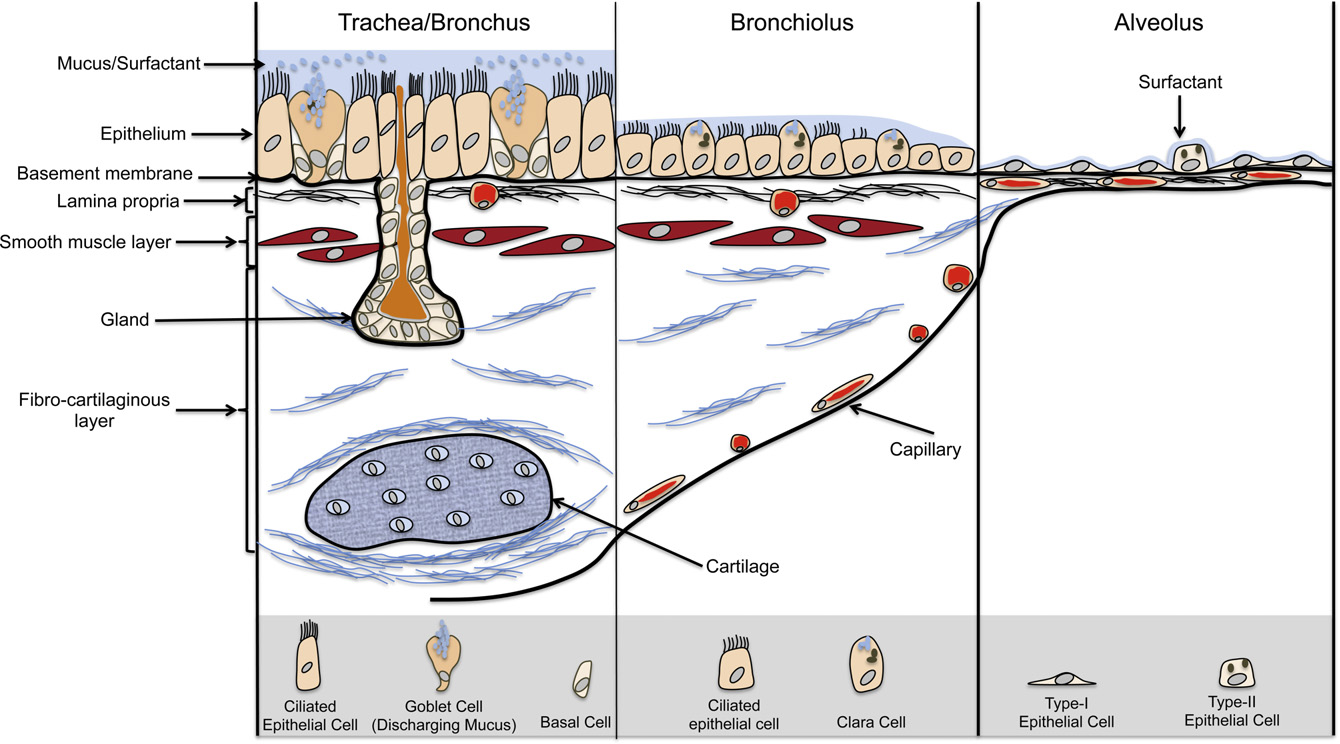 Trachea/Bronchus
Bronchiolus
Alveolus
Mucus/Surfactant
Epithelium
Basement membrane
Lamina propria
Smooth muscle layer
Gland
Fibro-cartilaginous
layer
Surfactant
Capillary
Cartilage
Ciliated
Epithelial Cell
Goblet Cell
(Discharging Mucus)
Basal Cell
Ciliated
epithelial cell
Clara Cell
Type-I
Epithelial Cell
Type-II
Epithelial Cell